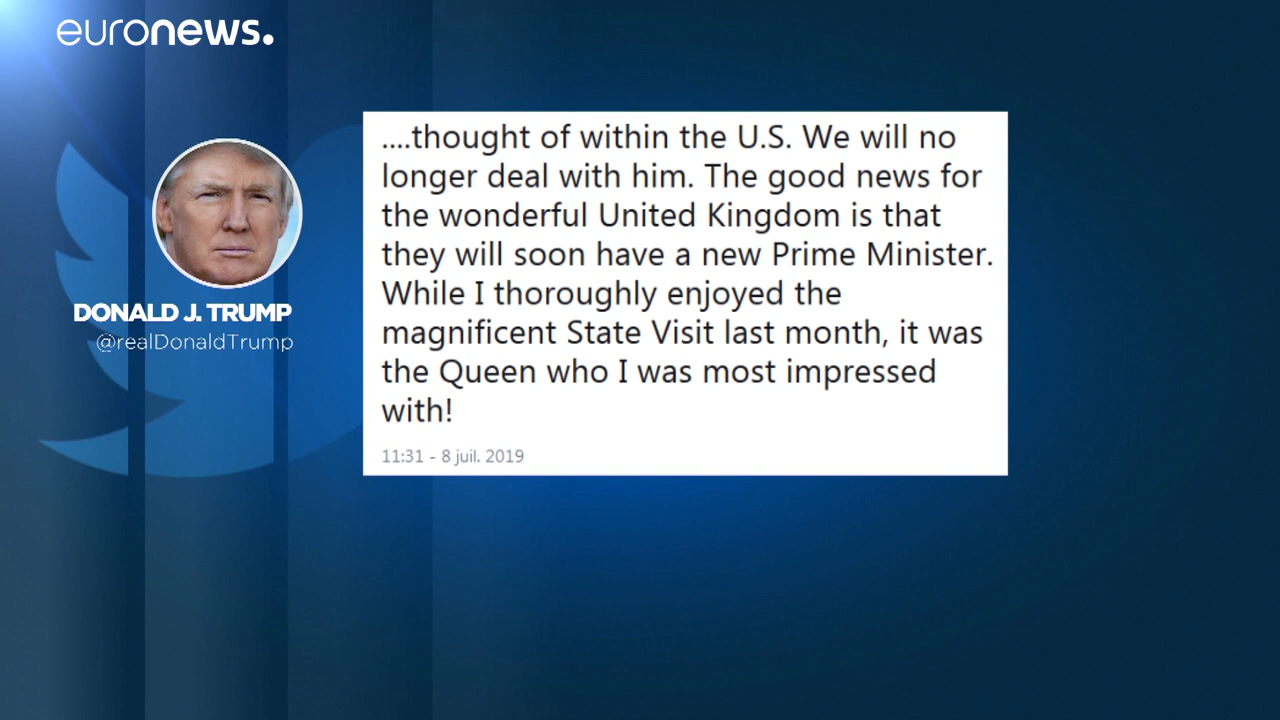 euronews.
....thought of within the U.S. We will no
longer deal with him. The good news for
the wonderful United Kingdom is that
they will soon have a new Prime Minister.
While I thoroughly enjoyed the
magnificent State Visit last month, it was
the Queen who I was most impressed
with!
11:31 - 8 juil. 2019
DONALD J. TRUMP
@realDonaldTrump